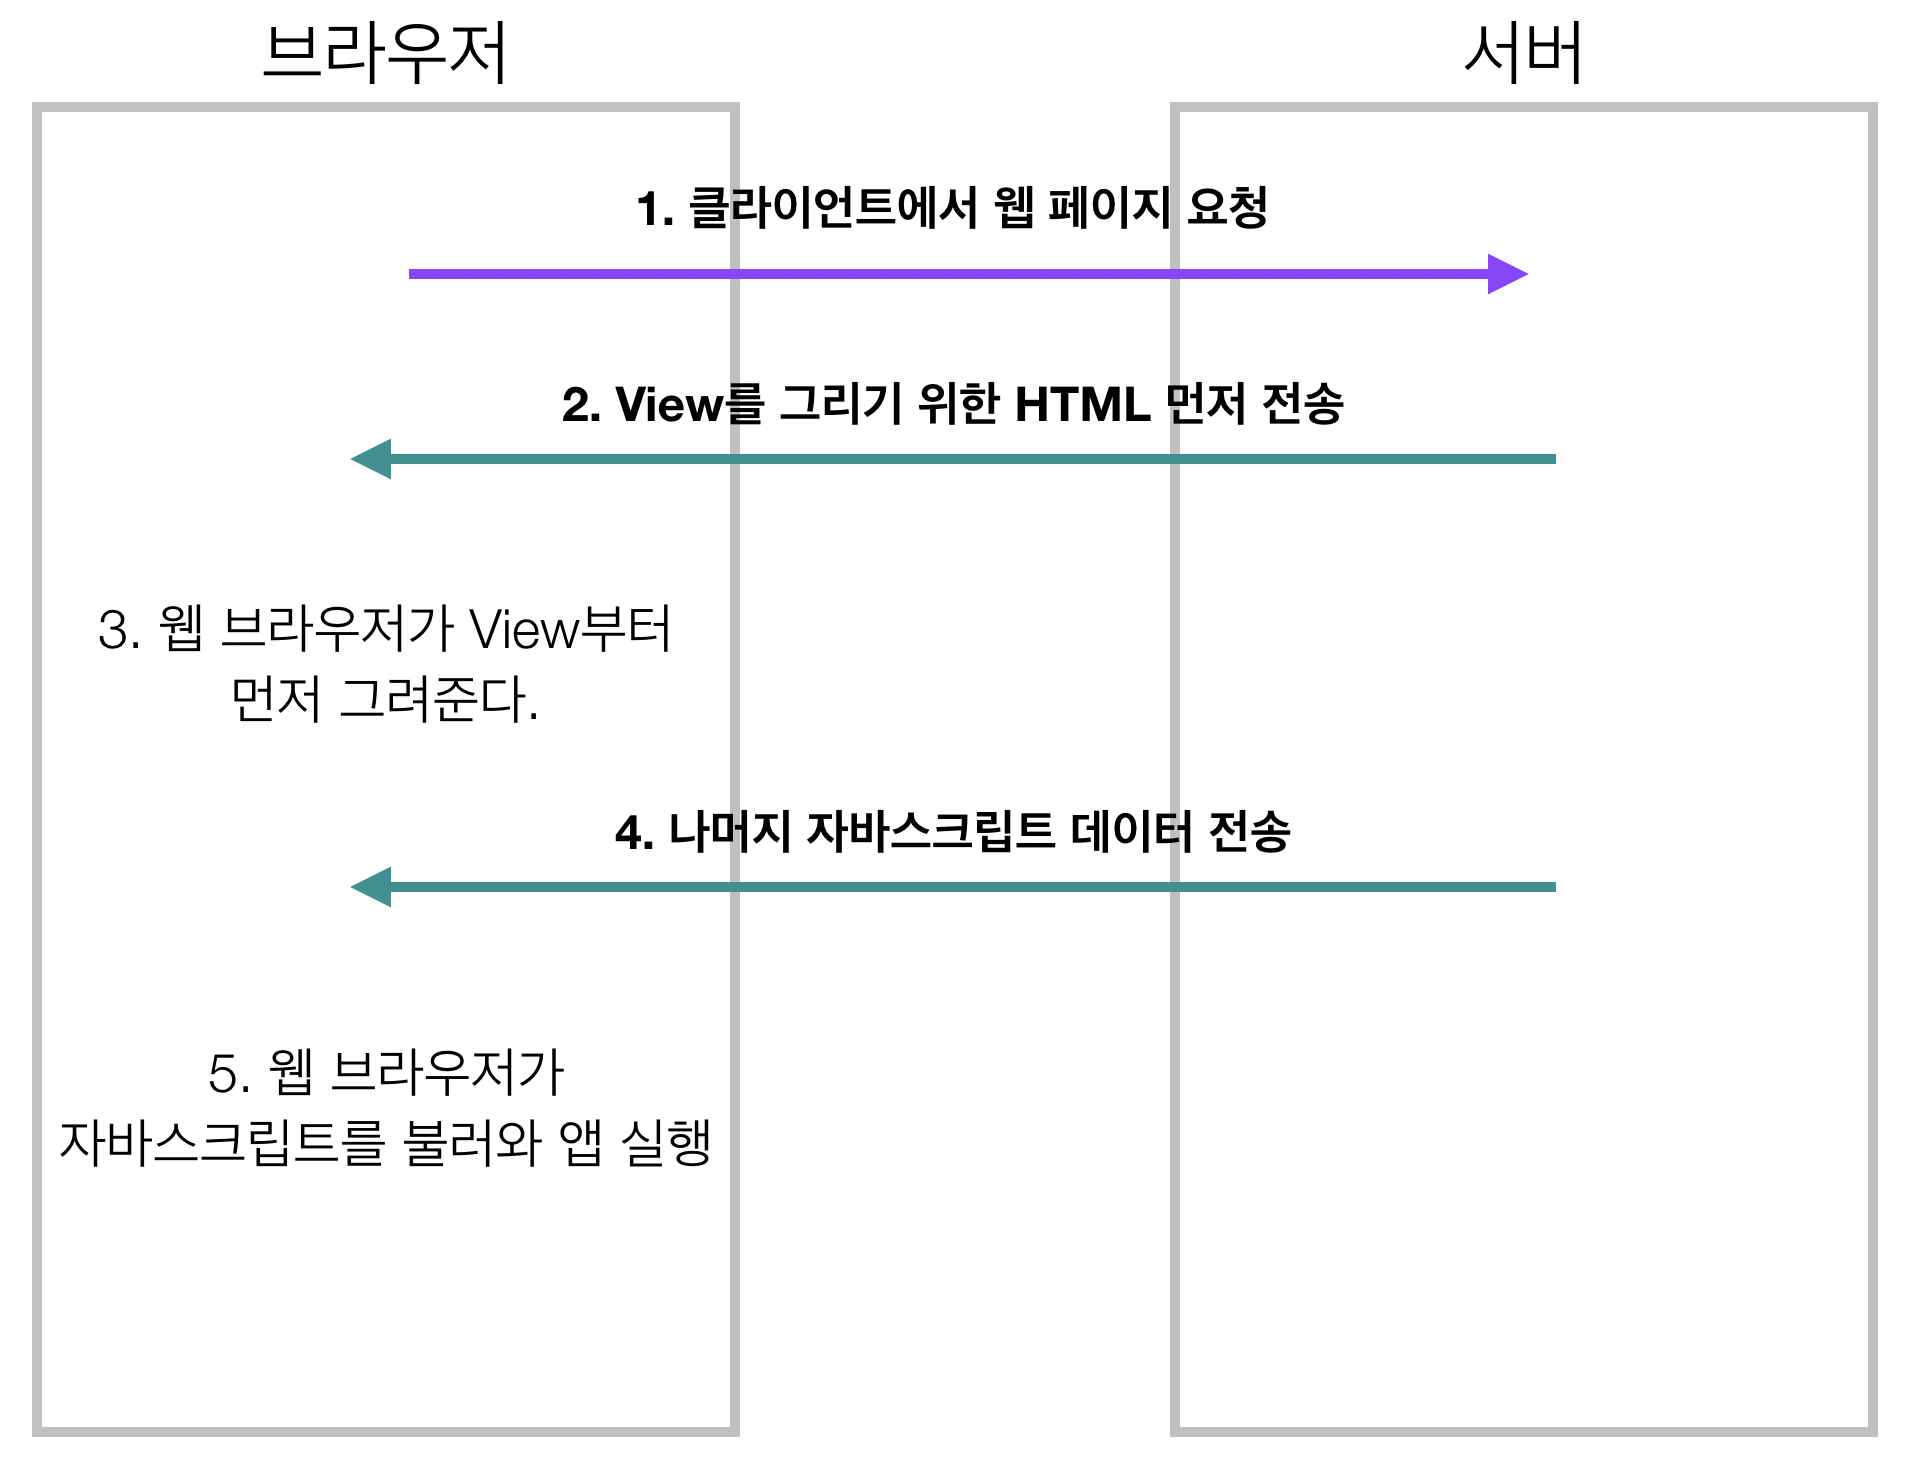 브라우저
서버
1. 클라이언트에서 웹 페이지 요청
2. View를 그리기 위한 HTML 먼저 전송
3. 웹 브라우저가 View부터
먼저 그려준다.
4. 나머지 자바스크립트 데이터 전송
5. 웹 브라우저가
자바스크립트를 불러와 앱 실행